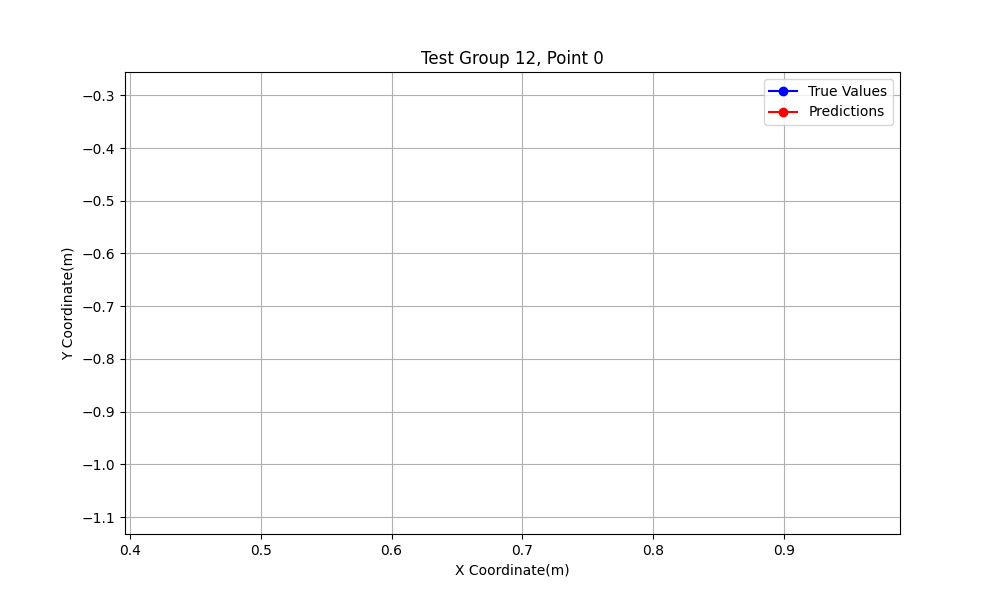 Test Group 12, Point 0
True Values
Predictions
−0.3
−0.4
−0.5
−0.6
−0.7
−0.8
−0.9
−1.0
−1.1
Y Coordinate(m)
0.4 0.5 0.6 0.7 0.8 0.9
X Coordinate(m)